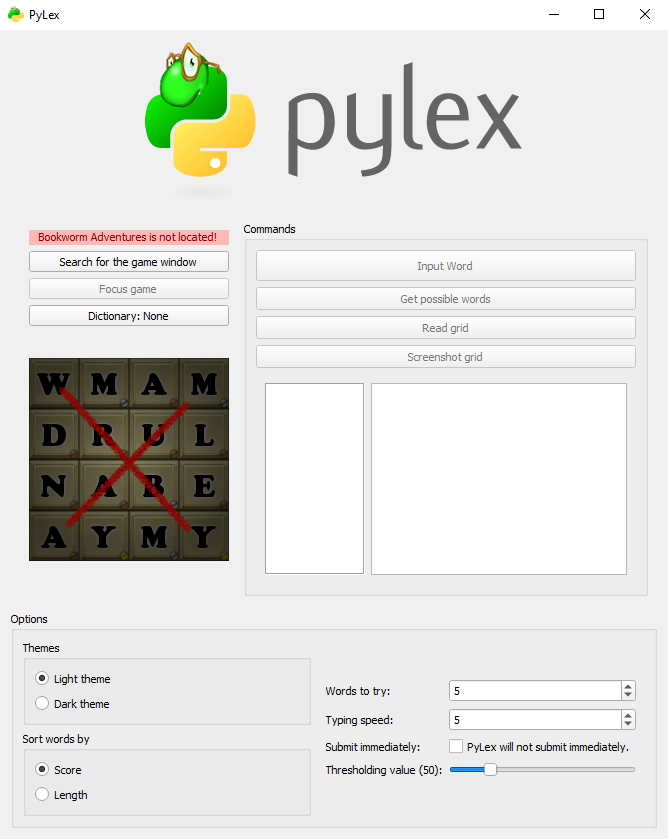 PyLex
pylex
Bookworm Adventures is not located!
Search for the game window
Focus game
Dictionary: None
W M A M
D R U L
N A B E
A Y M Y
Commands
Input Word
Get possible words
Read grid
Screenshot grid
Options
Themes
Light theme
Dark theme
Sort words by
Score
Length
Words to try: 5
Typing speed: 5
Submit immediately: PyLex will not submit immediately.
Thresholding value (50):